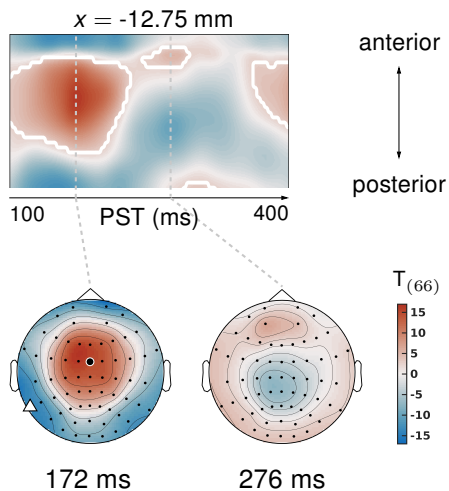 x = -12.75 mm
anterior
posterior
100 PST (ms) 400
T(66)
15
10
5
0
-5
-10
-15
172 ms 276 ms